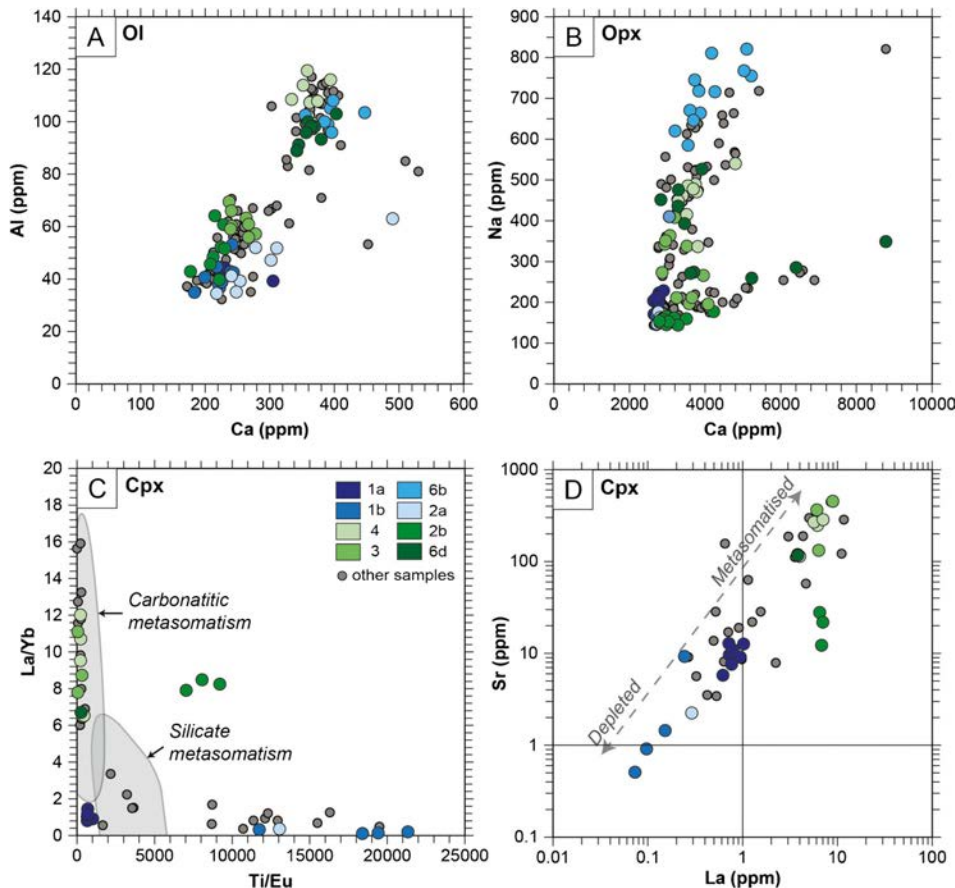 A Ol
Al (ppm)
140
120
100
80
60
40
20
0
0 100 200 300 400 500 600
Ca (ppm)
B Opx
Na (ppm)
900
800
700
600
500
400
300
200
100
0
0 2000 4000 6000 8000 10000
Ca (ppm)
C Cpx
La/Yb
20
18
16
14
12
10
8
6
4
2
0
1a 6b
1b 2a
4 2b
3 6d
other samples
Carbonatitic
metasomatism
Silicate
metasomatism
0 5000 10000 15000 20000 25000
Ti/Eu
D Cpx
Sr (ppm)
1000
100
10
1
0.1
Metasomatised
Depleted
0.01 0.1 1 10 100
La (ppm)